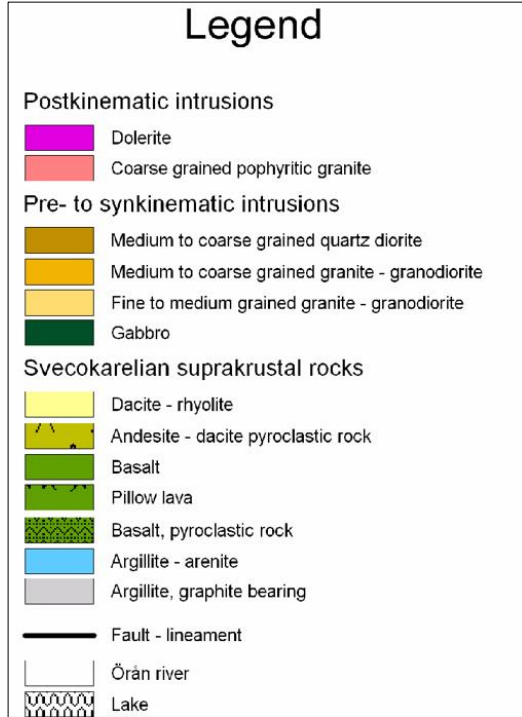 Legend
Postkinematic intrusions
Dolerite
Coarse grained pophyritic granite
Pre- to synkinematic intrusions
Medium to coarse grained quartz diorite
Medium to coarse grained granite - granodiorite
Fine to medium grained granite - granodiorite
Gabbro
Svecokarelian suprakrustal rocks
Dacite - rhyolite
Andesite - dacite pyroclastic rock
Basalt
Pillow lava
Basalt, pyroclastic rock
Argillite - arenite
Argillite, graphite bearing
Fault - lineament
Örån river
Lake